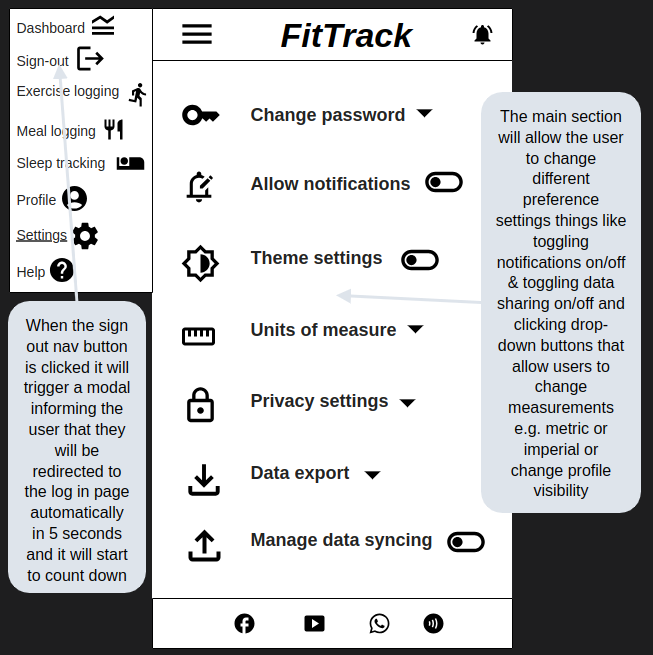 Dashboard
Sign-out
Exercise logging
Meal logging
Sleep tracking
Profile
Settings
Help
When the sign
out nav button
is clicked it will
trigger a modal
informing the
user that they
will be
redirected to
the log in page
automatically
in 5 seconds
and it will start
to count down
FitTrack
Change password
Allow notifications
Theme settings
Units of measure
Privacy settings
Data export
Manage data syncing
The main section
will allow the user
to change
different
preference
settings things like
toggling
notifications on/off
& toggling data
sharing on/off and
clicking drop-
down buttons that
allow users to
change
measurements
e.g. metric or
imperial or
change profile
visibility